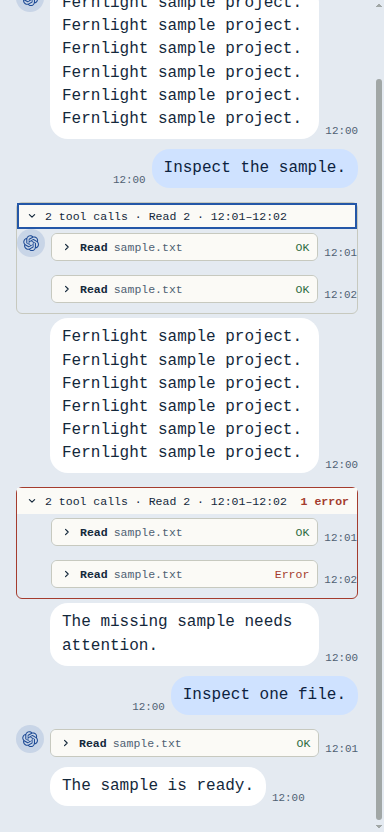 Fernlight sample project.
Fernlight sample project.
Fernlight sample project.
Fernlight sample project.
Fernlight sample project.
Fernlight sample project.
12:00
Inspect the sample.
12:00
2 tool calls · Read 2 · 12:01–12:02
Read sample.txt OK
12:01
Read sample.txt OK
12:02
Fernlight sample project.
Fernlight sample project.
Fernlight sample project.
Fernlight sample project.
Fernlight sample project.
Fernlight sample project.
12:00
2 tool calls · Read 2 · 12:01–12:02 1 error
Read sample.txt OK
12:01
Read sample.txt Error
12:02
The missing sample needs
attention.
12:00
Inspect one file.
12:00
Read sample.txt OK
12:01
The sample is ready.
12:00